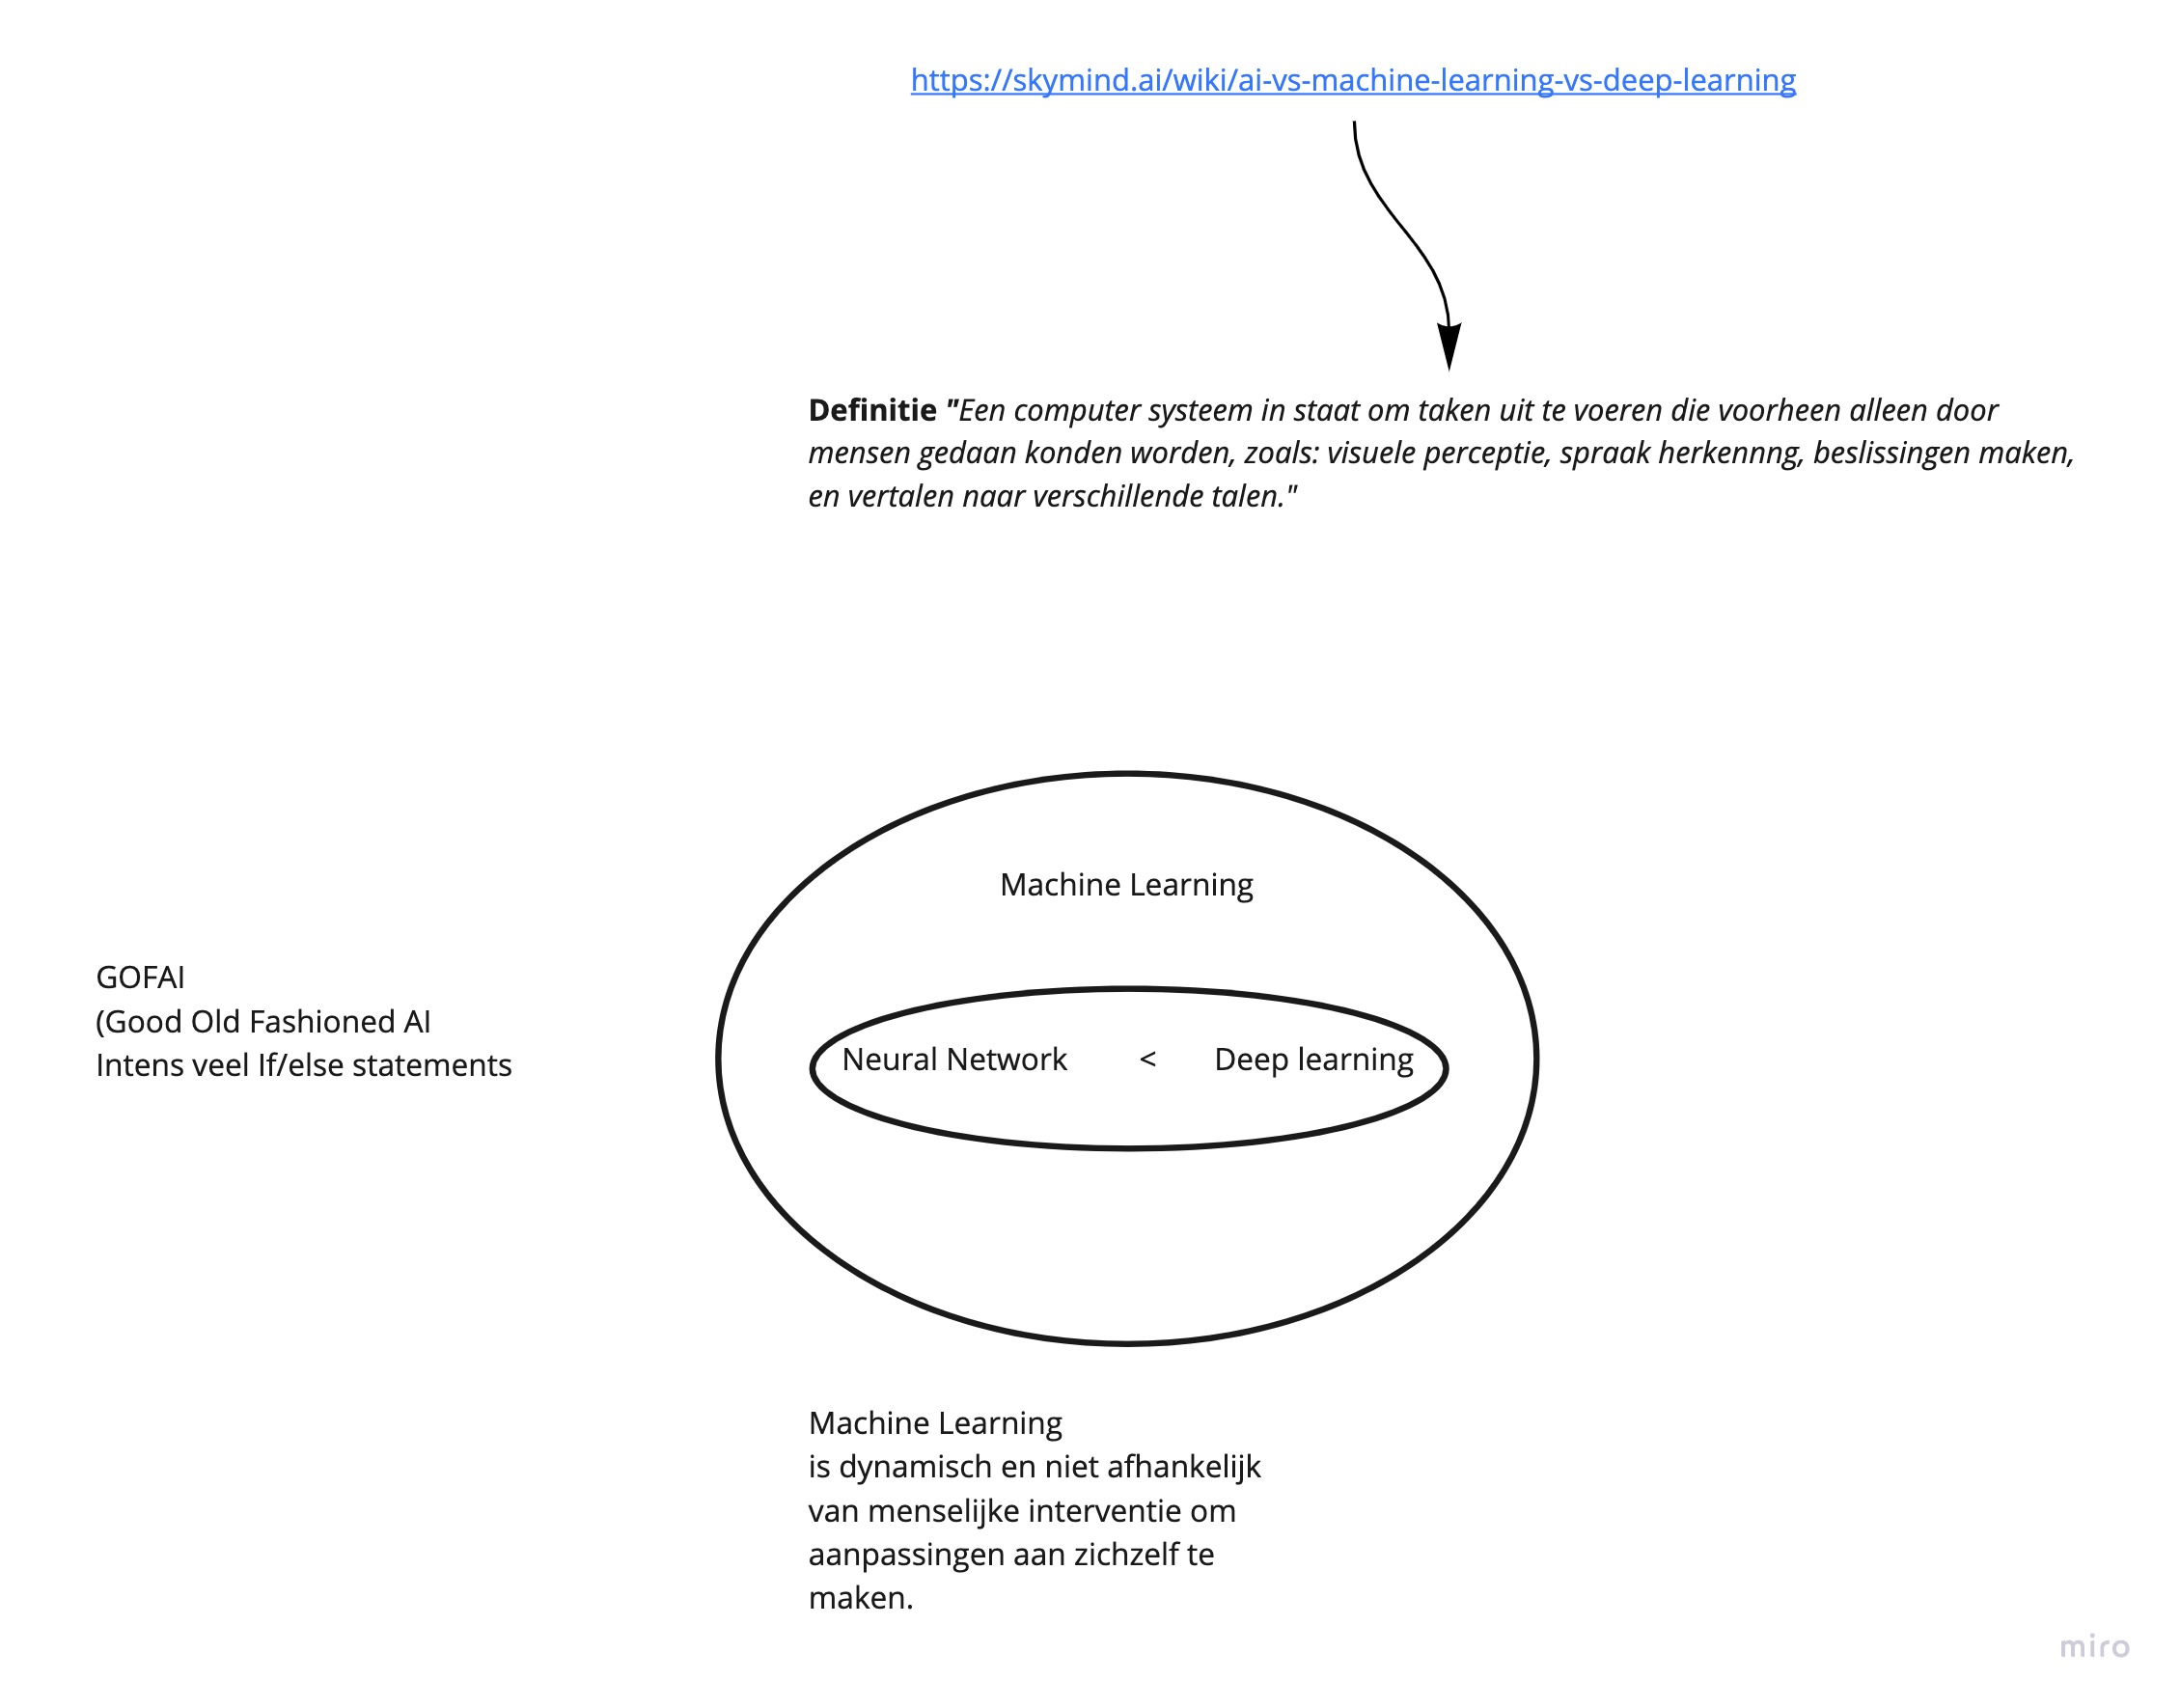 https://skymind.ai/wiki/ai-vs-machine-learning-vs-deep-learning
Definitie "Een computer systeem in staat om taken uit te voeren die voorheen alleen door
mensen gedaan konden worden, zoals: visuele perceptie, spraak herkennng, beslissingen maken,
en vertalen naar verschillende talen."
Machine Learning
GOFAI
(Good Old Fashioned AI
Intens veel If/else statements
Neural Network < Deep learning
Machine Learning
is dynamisch en niet afhankelijk
van menselijke interventie om
aanpassingen aan zichzelf te
maken.
miro